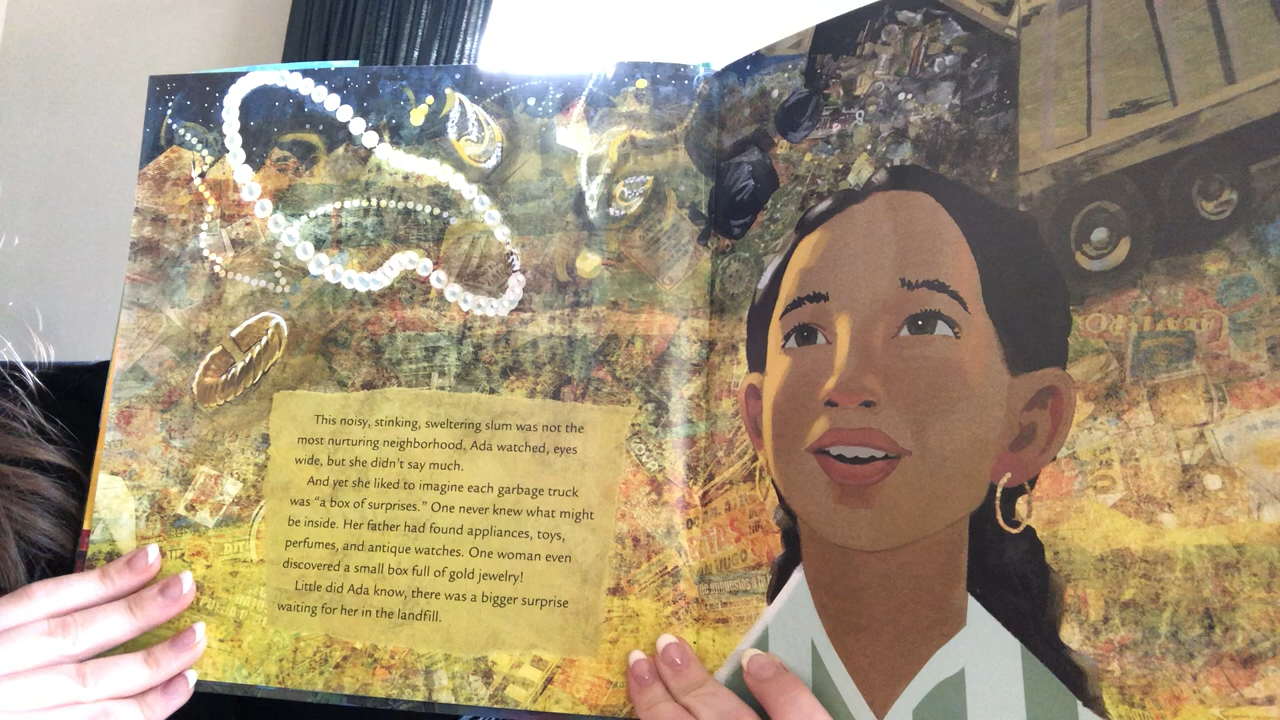 This noisy, stinking, sweltering slum was not the
most nurturing neighborhood. Ada watched, eyes
wide, but she didn't say much.
And yet she liked to imagine each garbage truck
was "a box of surprises." One never knew what might
be inside. Her father had found appliances, toys,
perfumes, and antique watches. One woman even
discovered a small box full of gold jewelry!
Little did Ada know, there was a bigger surprise
waiting for her in the landfill.